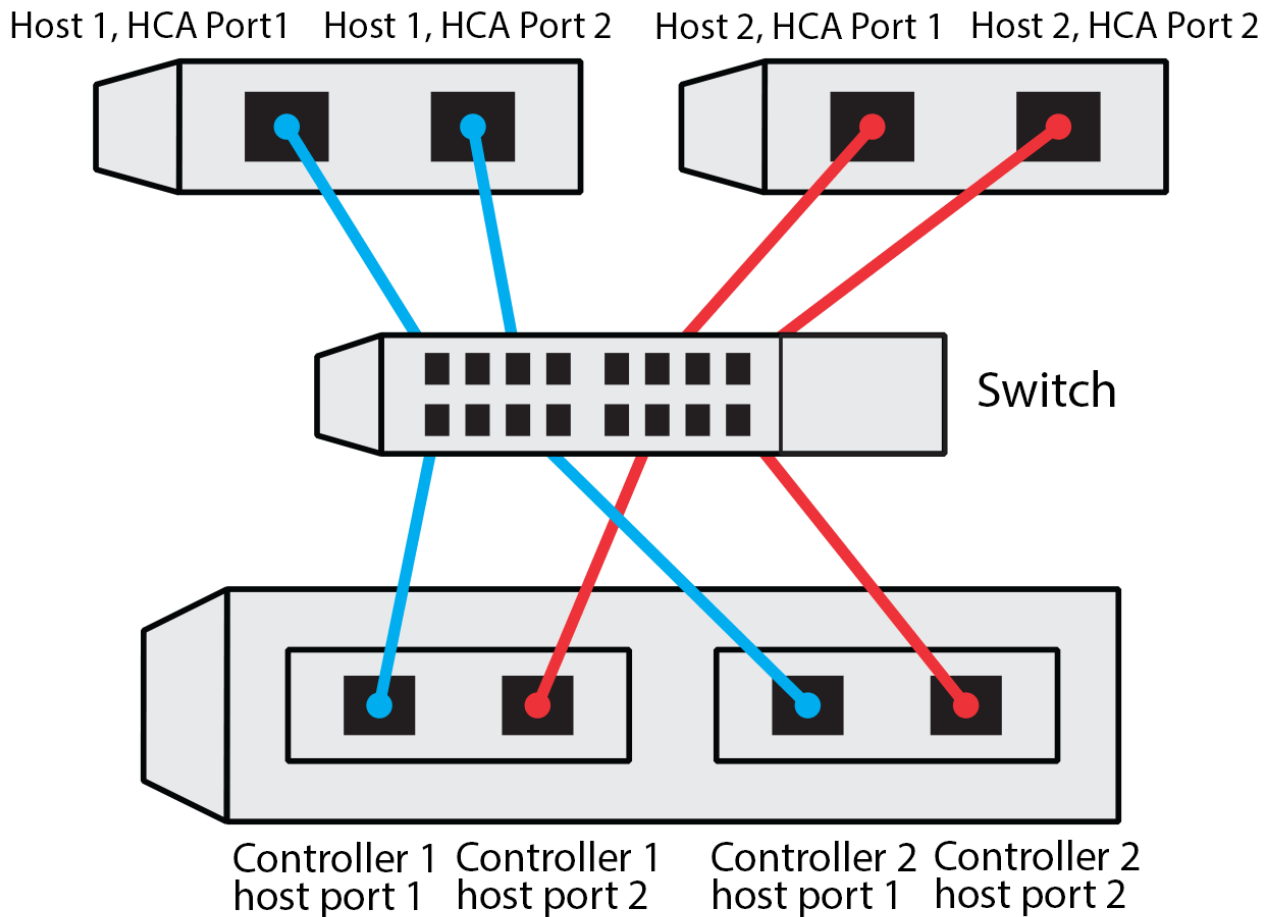 Host 1, HCA Port1
Host 1, HCA Port 2
Host 2, HCA Port 1
Host 2, HCA Port 2
Switch
Controller 1
host port 1
Controller 1
host port 2
Controller 2
host port 1
Controller 2
host port 2